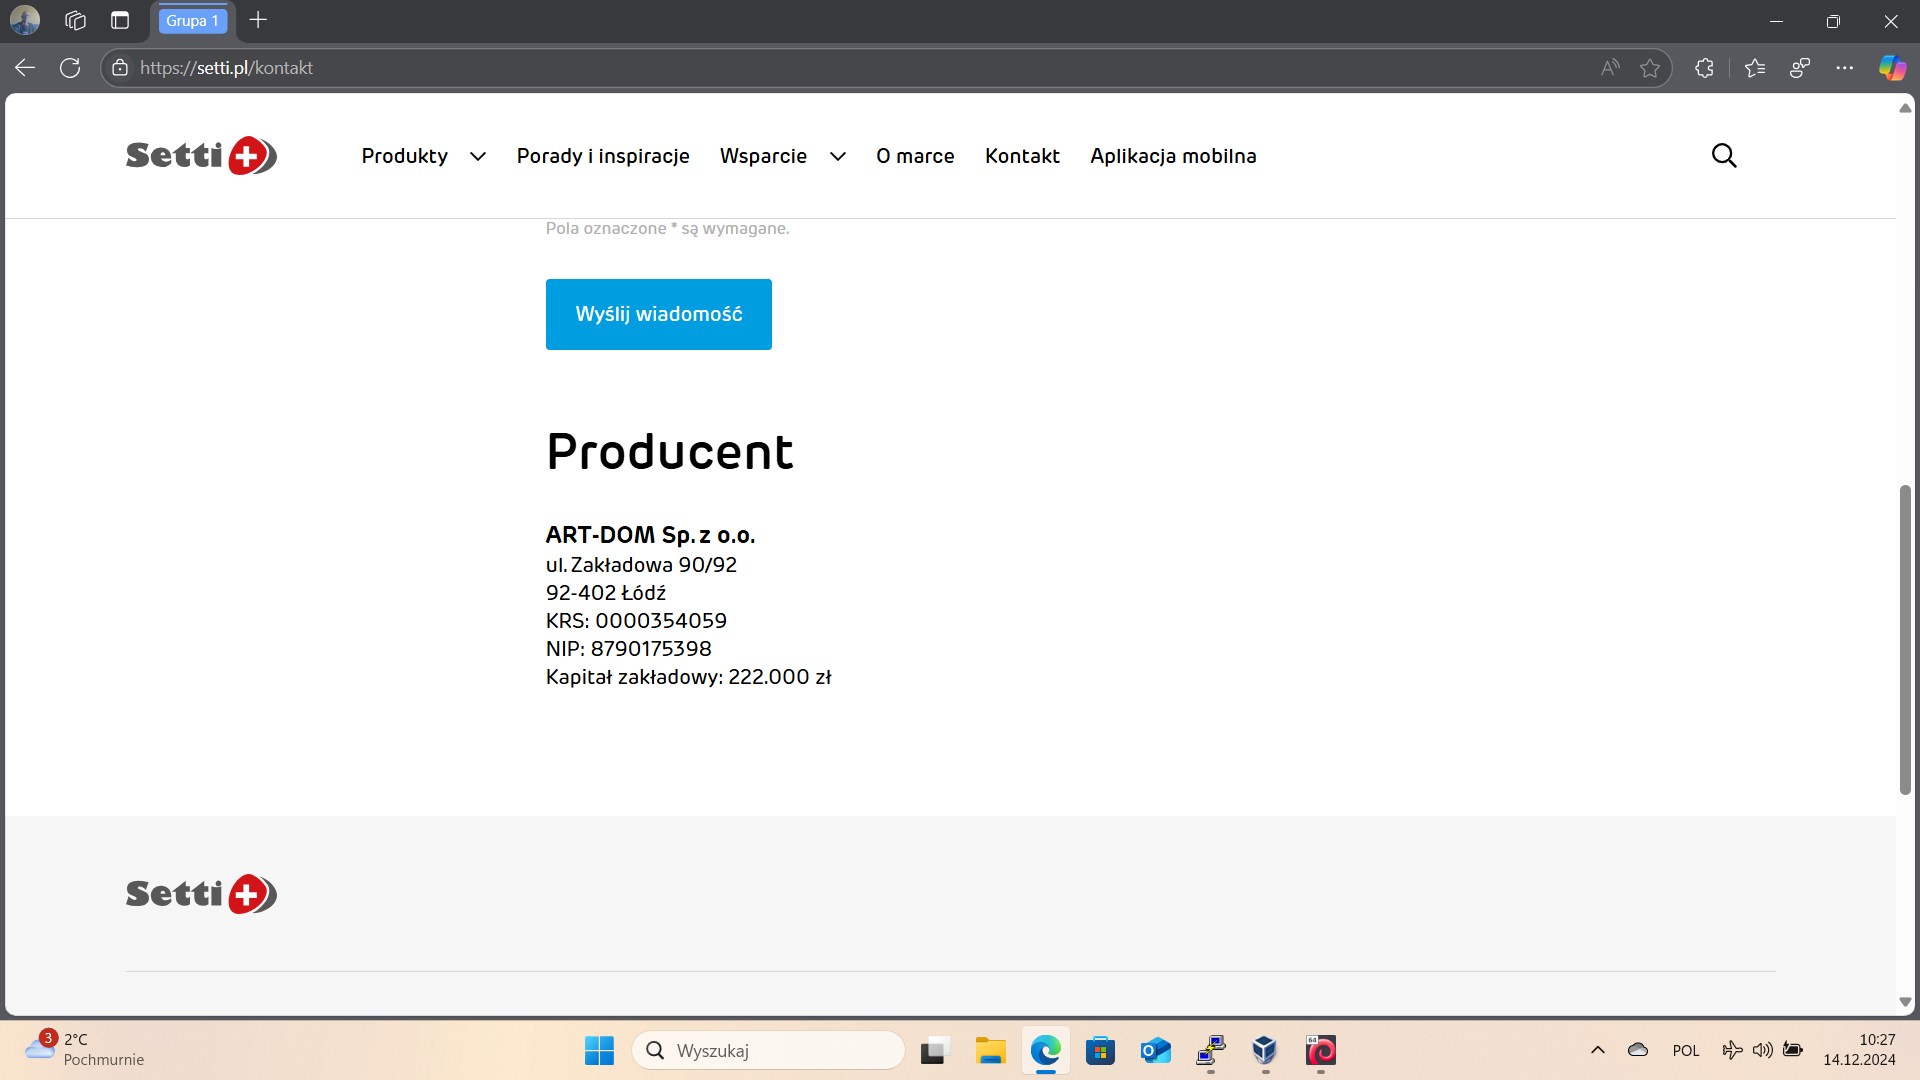 Grupa 1
https://setti.pl/kontakt
Setti
Produkty
Porady i inspiracje
Wsparcie
O marce
Kontakt
Aplikacja mobilna
Pola oznaczone * są wymagane.
Wyślij wiadomość
Producent
ART-DOM Sp. z o.o.
ul. Zakładowa 90/92
92-402 Łódź
KRS: 0000354059
NIP: 8790175398
Kapitał zakładowy: 222.000 zł
Setti
3
2°C
Pochmurnie
Wyszukaj
64
POL
10:27
14.12.2024